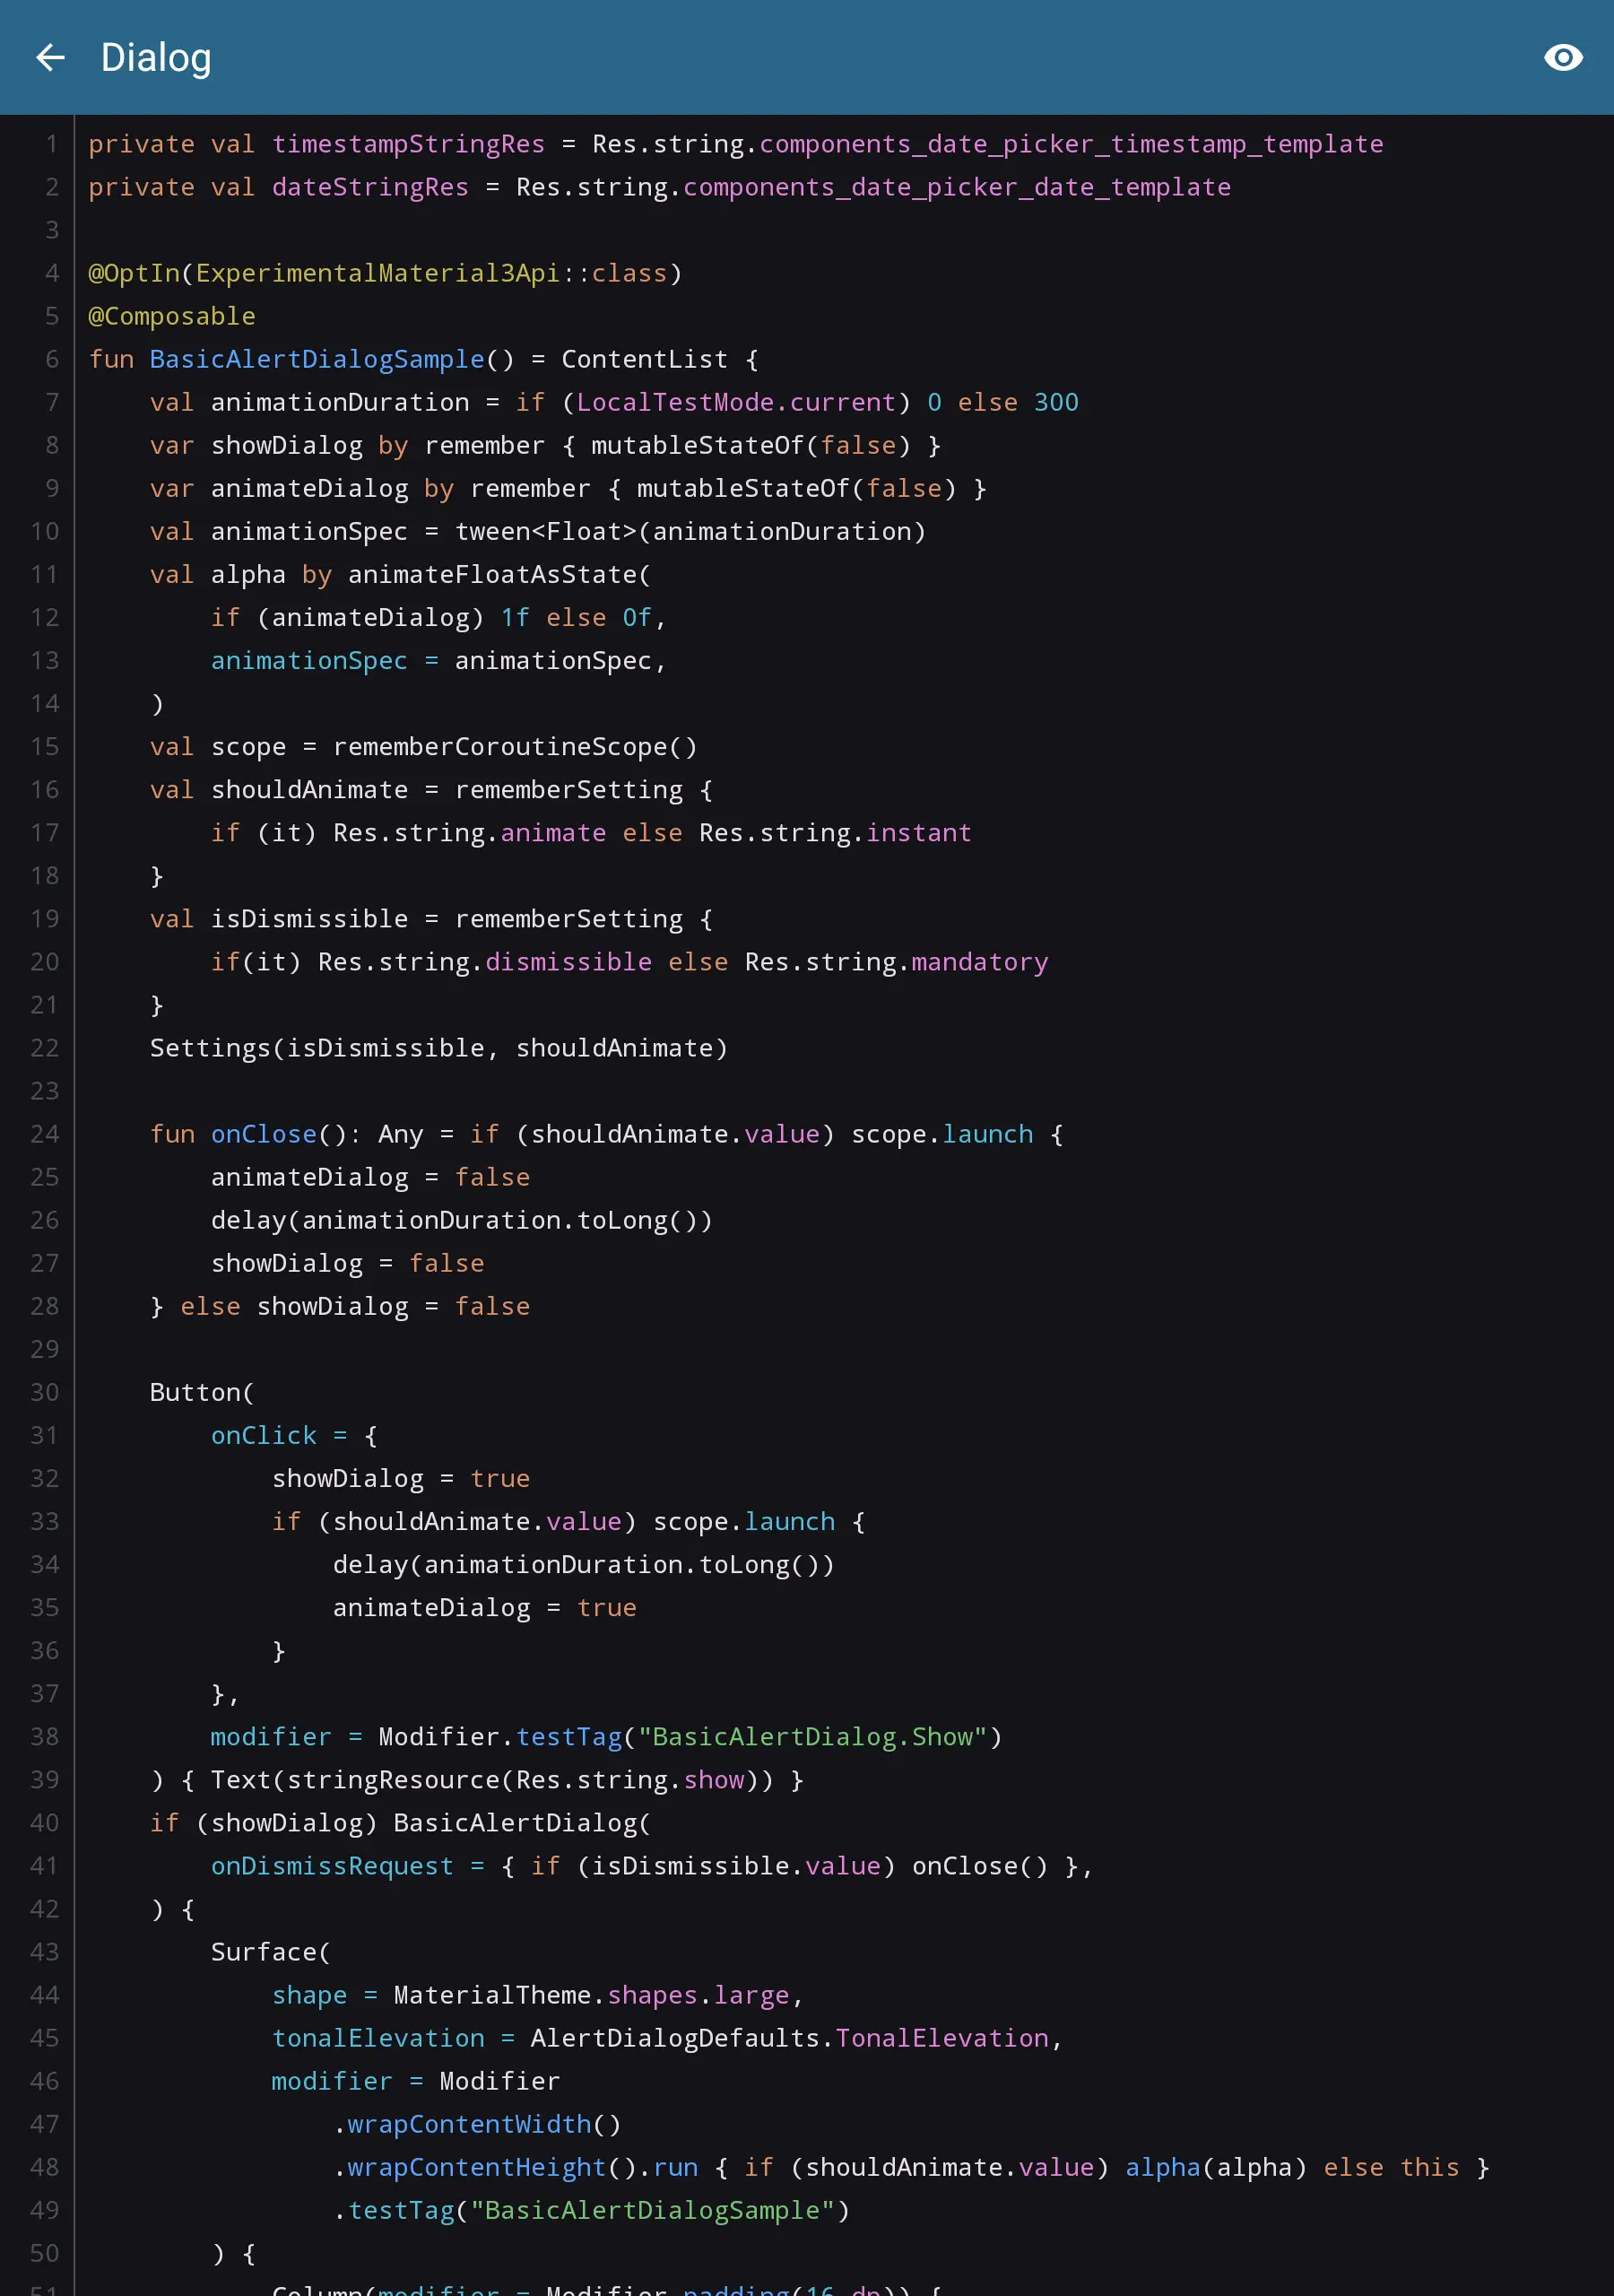 Dialog
1 private val timestampStringRes = Res.string.components_date_picker_timestamp_template
2 private val dateStringRes = Res.string.components_date_picker_date_template
3
4 @OptIn(ExperimentalMaterial3Api::class)
5 @Composable
6 fun BasicAlertDialogSample() = ContentList {
7     val animationDuration = if (LocalTestMode.current) 0 else 300
8     var showDialog by remember { mutableStateOf(false) }
9     var animateDialog by remember { mutableStateOf(false) }
10     val animationSpec = tween<Float>(animationDuration)
11     val alpha by animateFloatAsState(
12         if (animateDialog) 1f else 0f,
13         animationSpec = animationSpec,
14     )
15     val scope = rememberCoroutineScope()
16     val shouldAnimate = rememberSetting {
17         if (it) Res.string.animate else Res.string.instant
18     }
19     val isDismissible = rememberSetting {
20         if(it) Res.string.dismissible else Res.string.mandatory
21     }
22     Settings(isDismissible, shouldAnimate)
23
24     fun onClose(): Any = if (shouldAnimate.value) scope.launch {
25         animateDialog = false
26         delay(animationDuration.toLong())
27         showDialog = false
28     } else showDialog = false
29
30     Button(
31         onClick = {
32             showDialog = true
33             if (shouldAnimate.value) scope.launch {
34                 delay(animationDuration.toLong())
35                 animateDialog = true
36             }
37         },
38         modifier = Modifier.testTag("BasicAlertDialog.Show")
39     ) { Text(stringResource(Res.string.show)) }
40     if (showDialog) BasicAlertDialog(
41         onDismissRequest = { if (isDismissible.value) onClose() },
42     ) {
43         Surface(
44             shape = MaterialTheme.shapes.large,
45             tonalElevation = AlertDialogDefaults.TonalElevation,
46             modifier = Modifier
47                 .wrapContentWidth()
48                 .wrapContentHeight().run { if (shouldAnimate.value) alpha(alpha) else this }
49                 .testTag("BasicAlertDialogSample")
50         ) {
51             Column(modifier = Modifier.padding(16.dp)) {